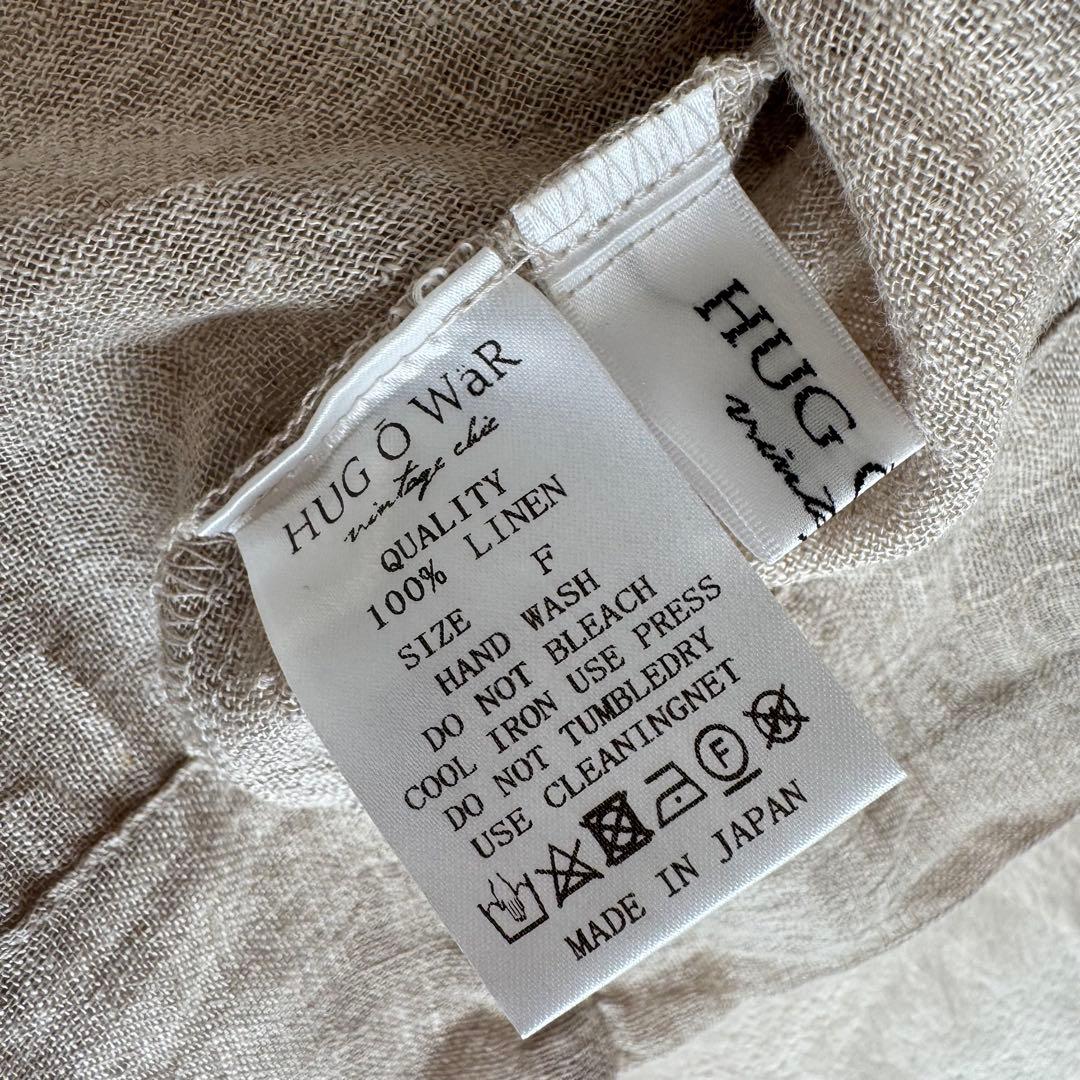 HUG Ō WäR
vintage chic
QUALITY
100% LINEN
SIZE F
HAND WASH
DO NOT BLEACH
COOL IRON USE PRESS
DO NOT TUMBLEDRY
USE CLEANINGNET
F W
MADE IN JAPAN
HUG